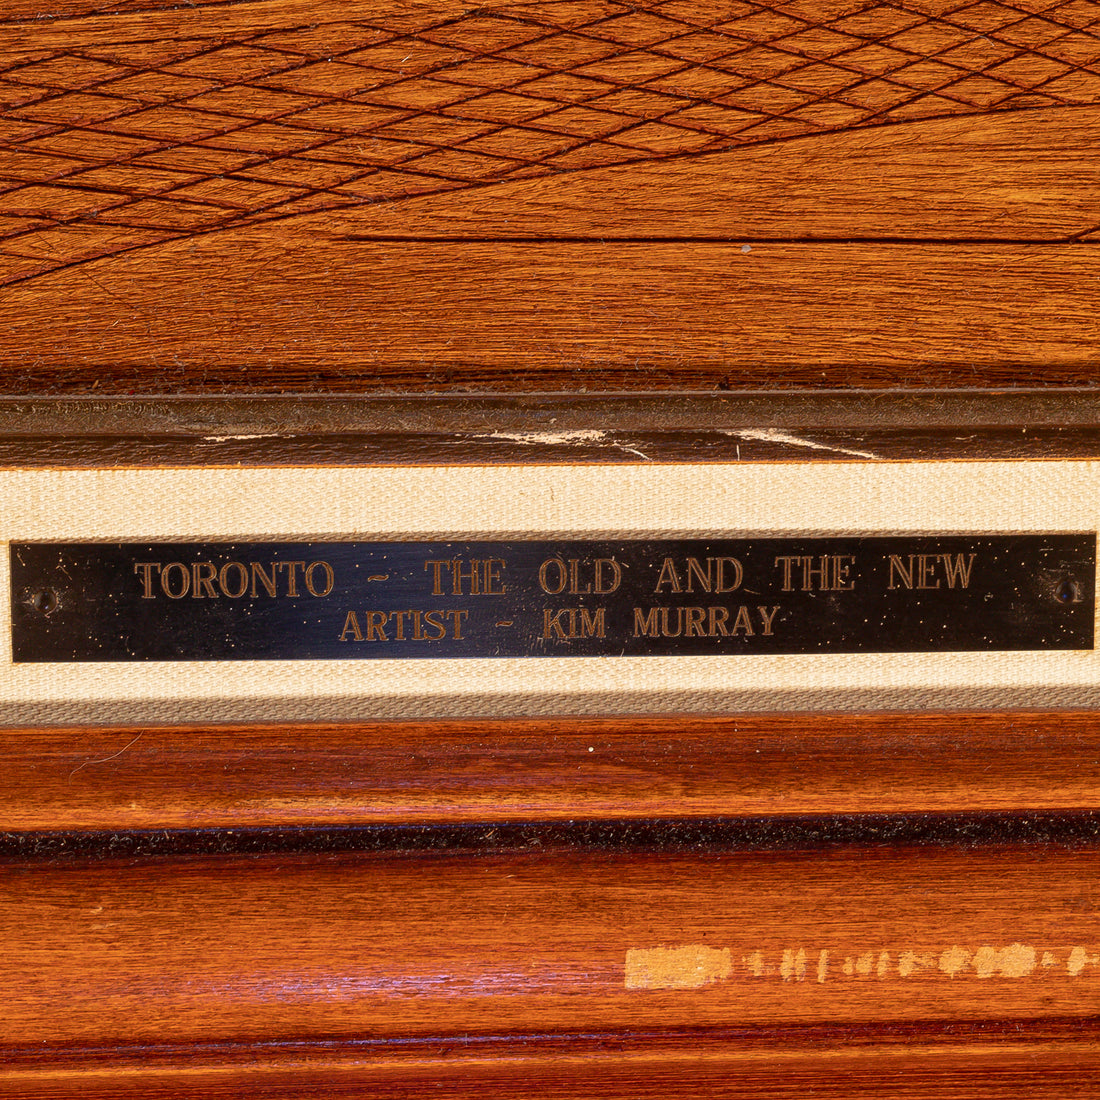 TORONTO ~ THE OLD AND THE NEW
ARTIST - KIM MURRAY